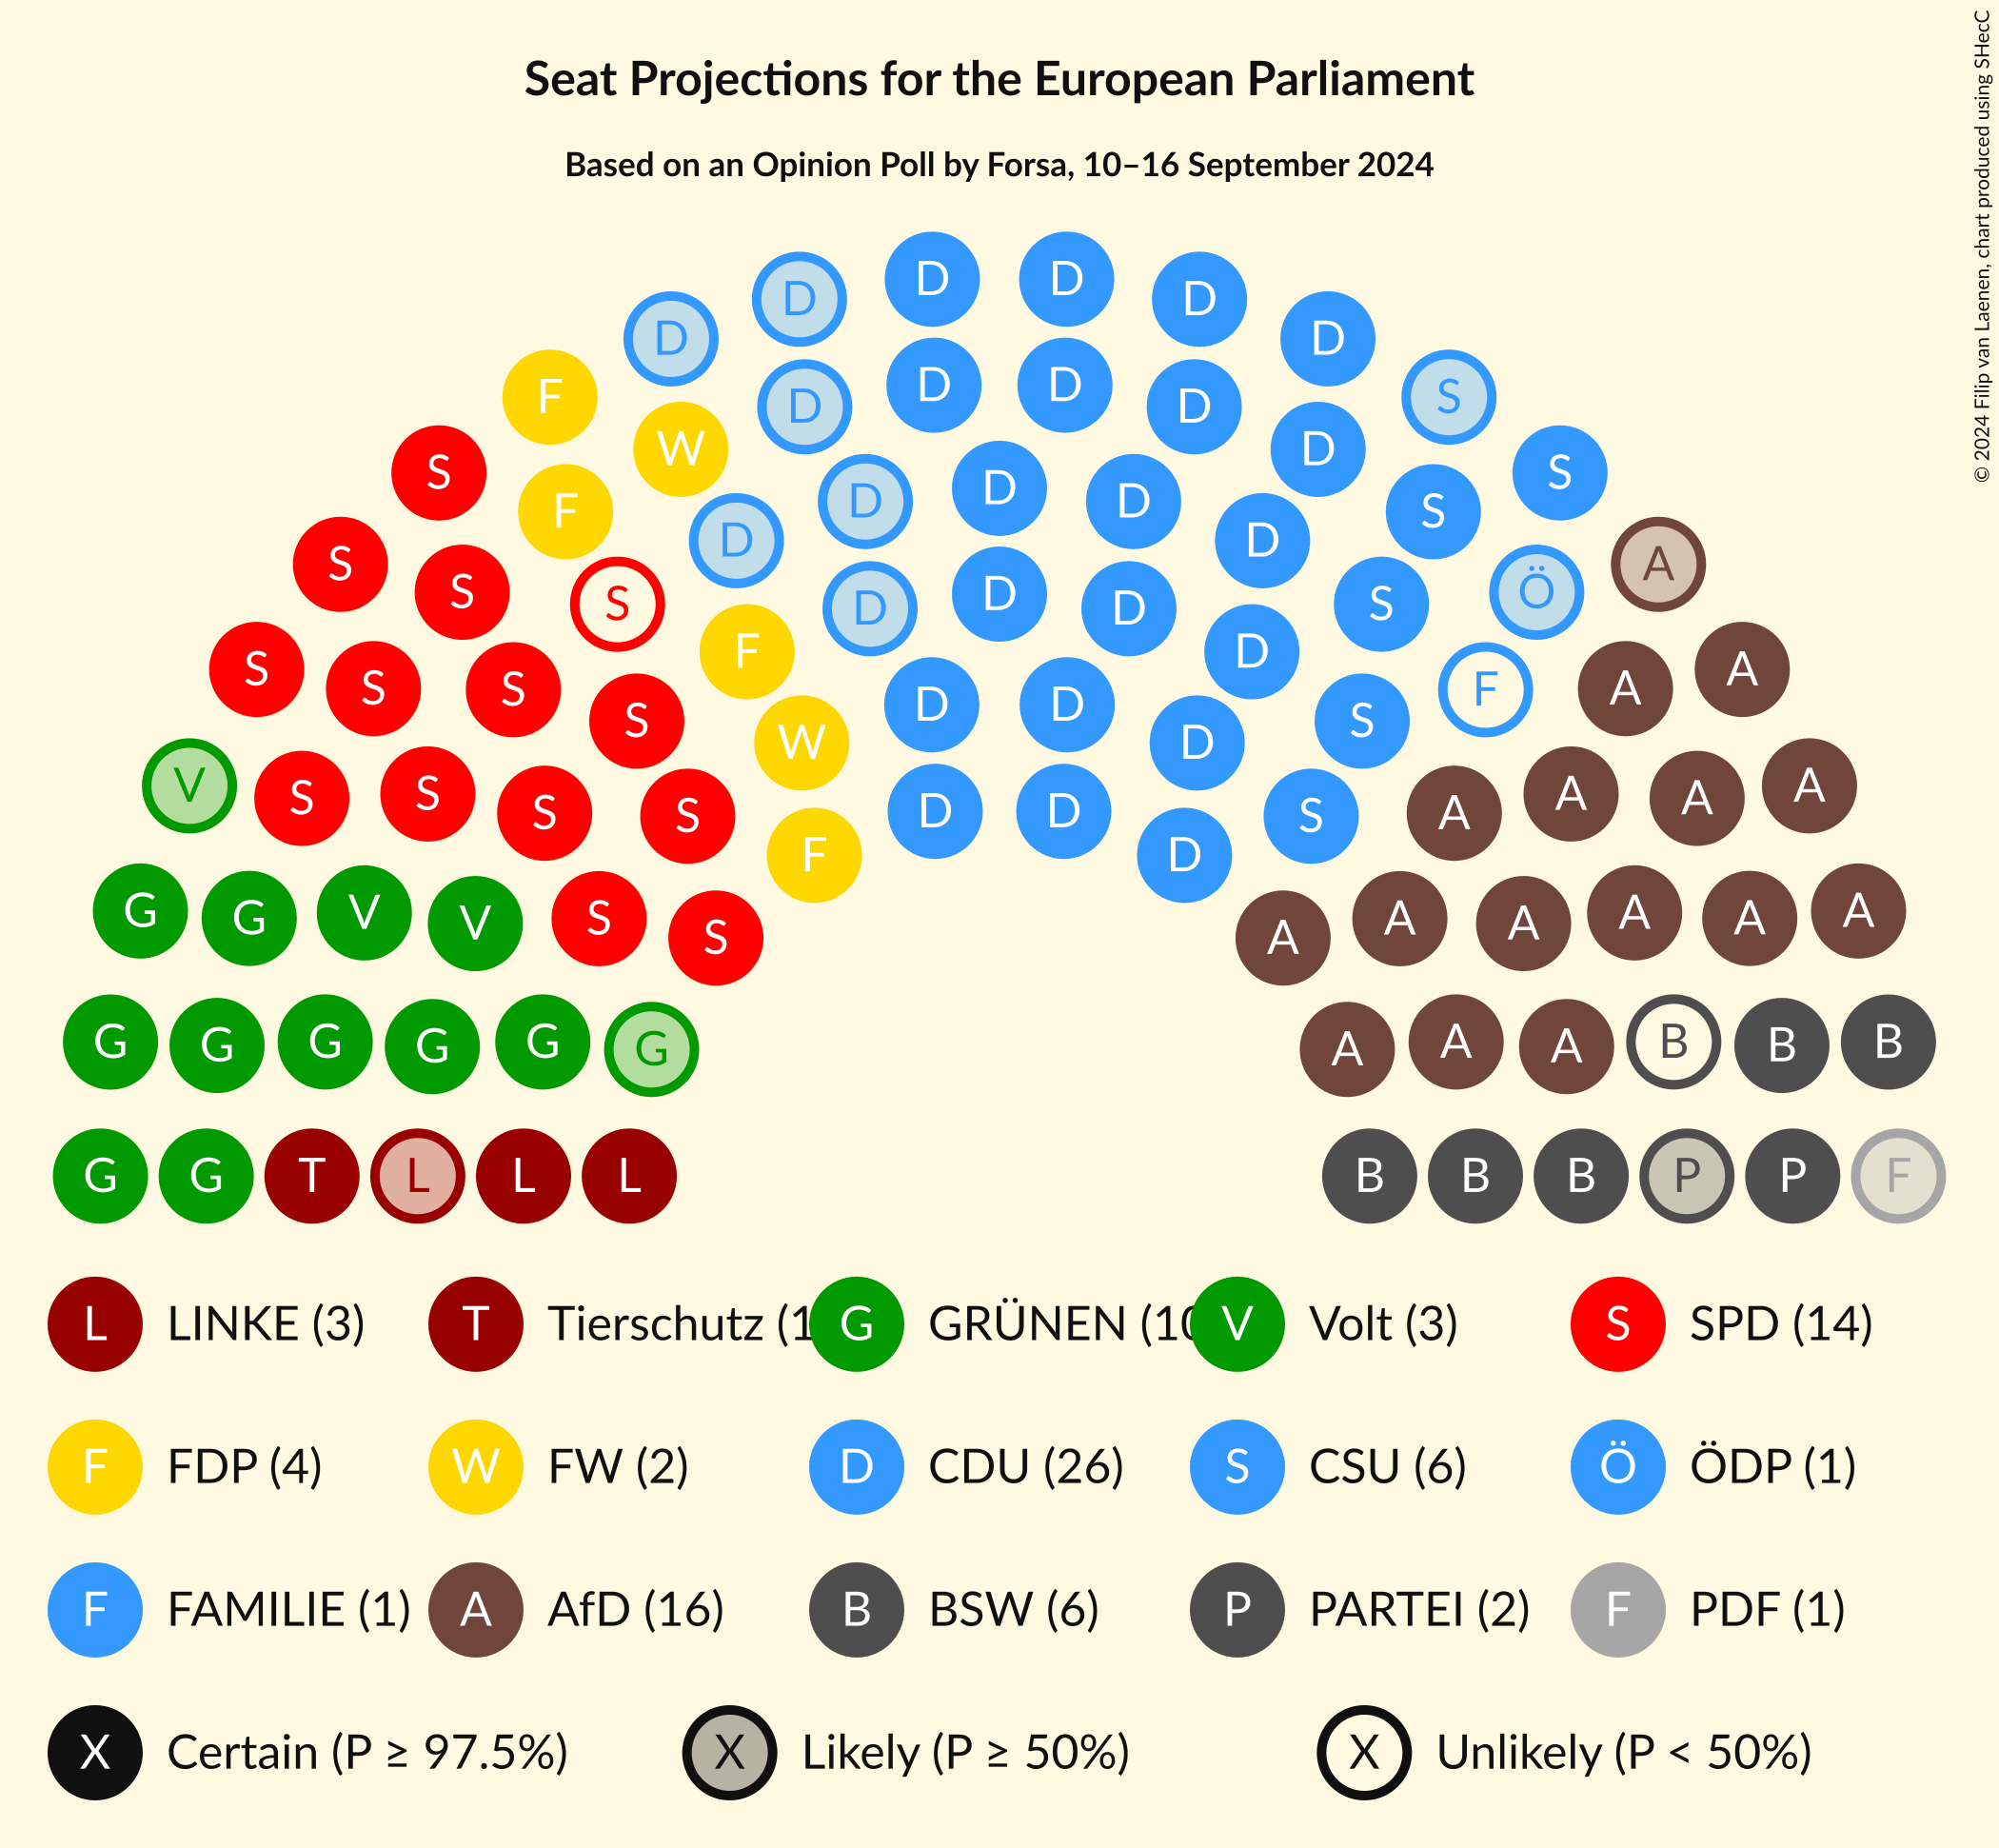 Seat Projections for the European Parliament
Based on an Opinion Poll by Forsa, 10–16 September 2024
© 2024 Filip van Laenen, chart produced using SHecC
D D
D D
D D
D D
F S
D D
W D
S S
D
D D
F S
D D
S A
S D Ö
S D D S
F D
S A
S S F A
D D
S S
W D
V A
S S A A
S S D D S A
F D
G V A A
G V S A A A
S A
G G G G G G A A A B B B
G G T L L L B B B P P F
L LINKE (3) T Tierschutz (1 G GRÜNEN (10 V Volt (3) S SPD (14)
F FDP (4) W FW (2) D CDU (26) S CSU (6) Ö ÖDP (1)
F FAMILIE (1) A AfD (16) B BSW (6) P PARTEI (2) F PDF (1)
X Certain (P ≥ 97.5%) X Likely (P ≥ 50%) X Unlikely (P < 50%)